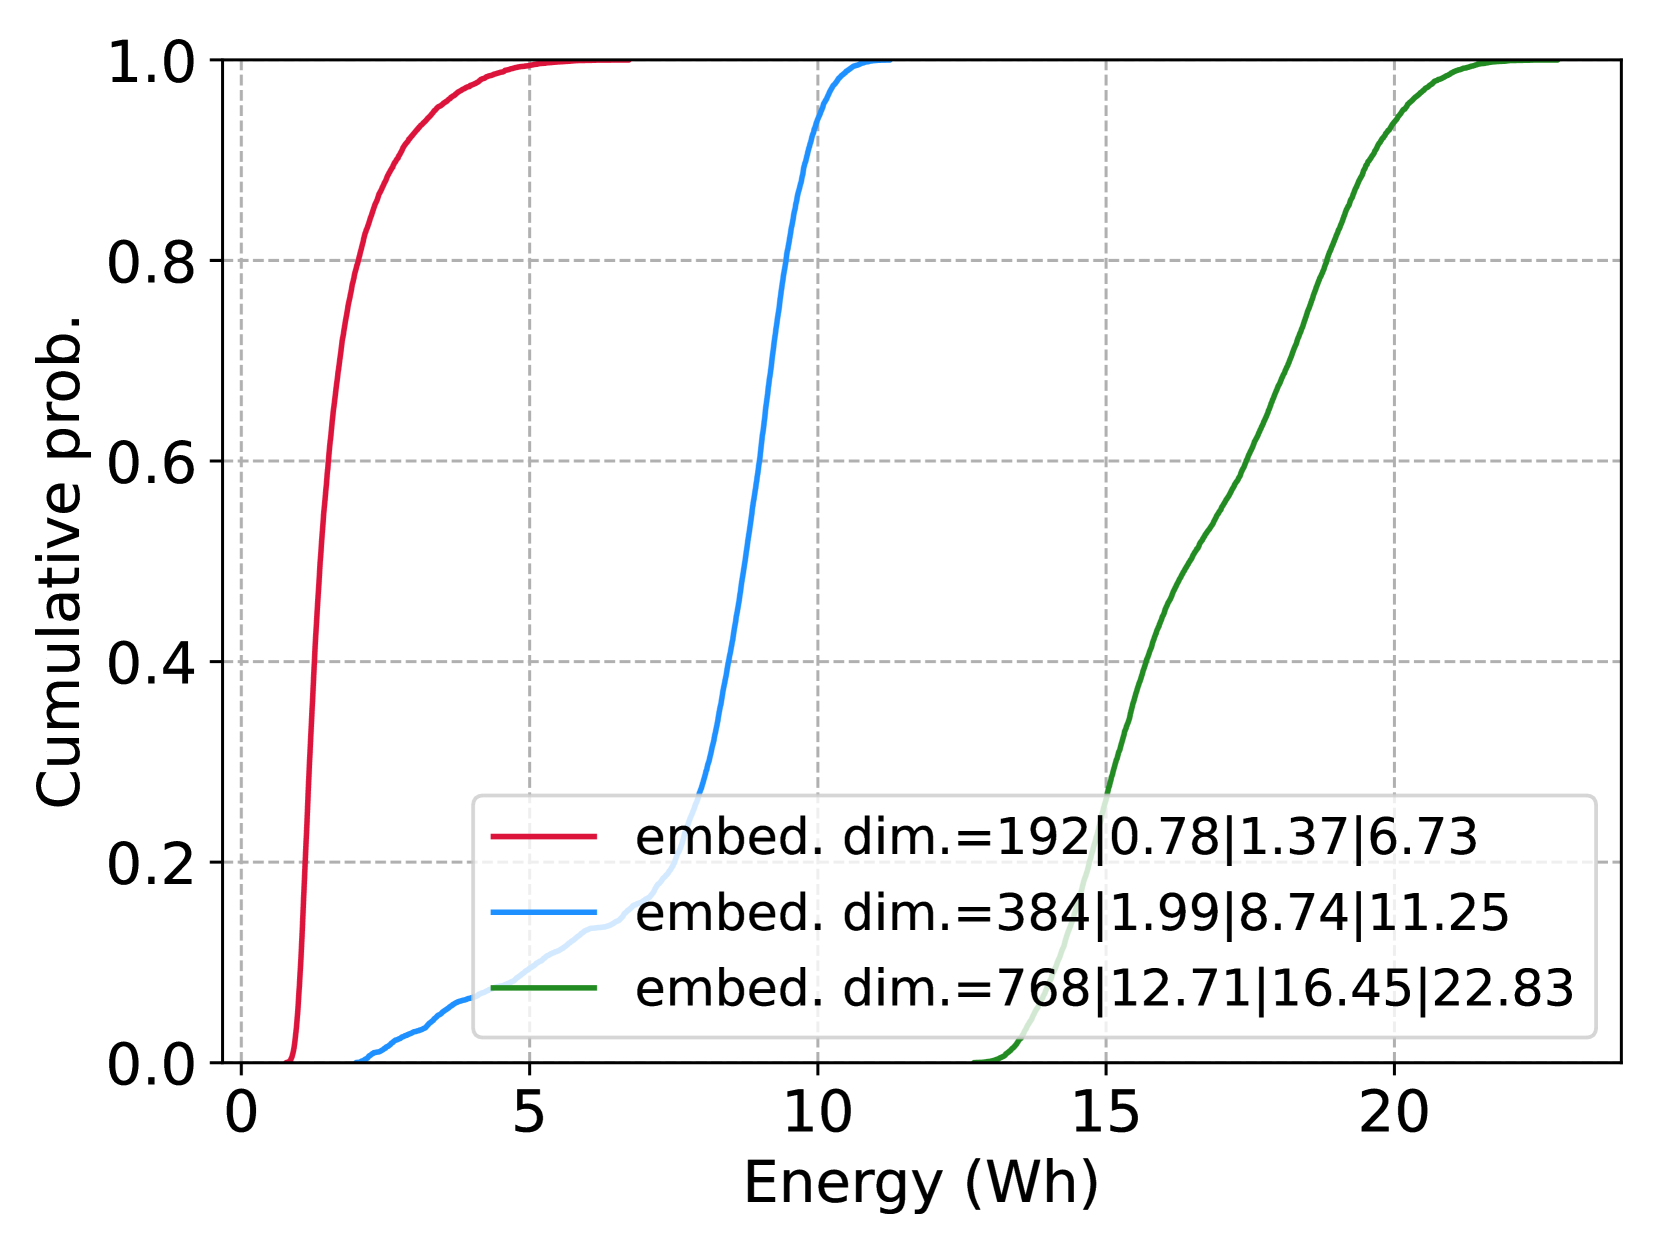 1.0
0.8
0.6
0.4
0.2
0.0
Cumulative prob.
embed. dim.=192|0.78|1.37|6.73
embed. dim.=384|1.99|8.74|11.25
embed. dim.=768|12.71|16.45|22.83
0 5 10 15 20
Energy (Wh)